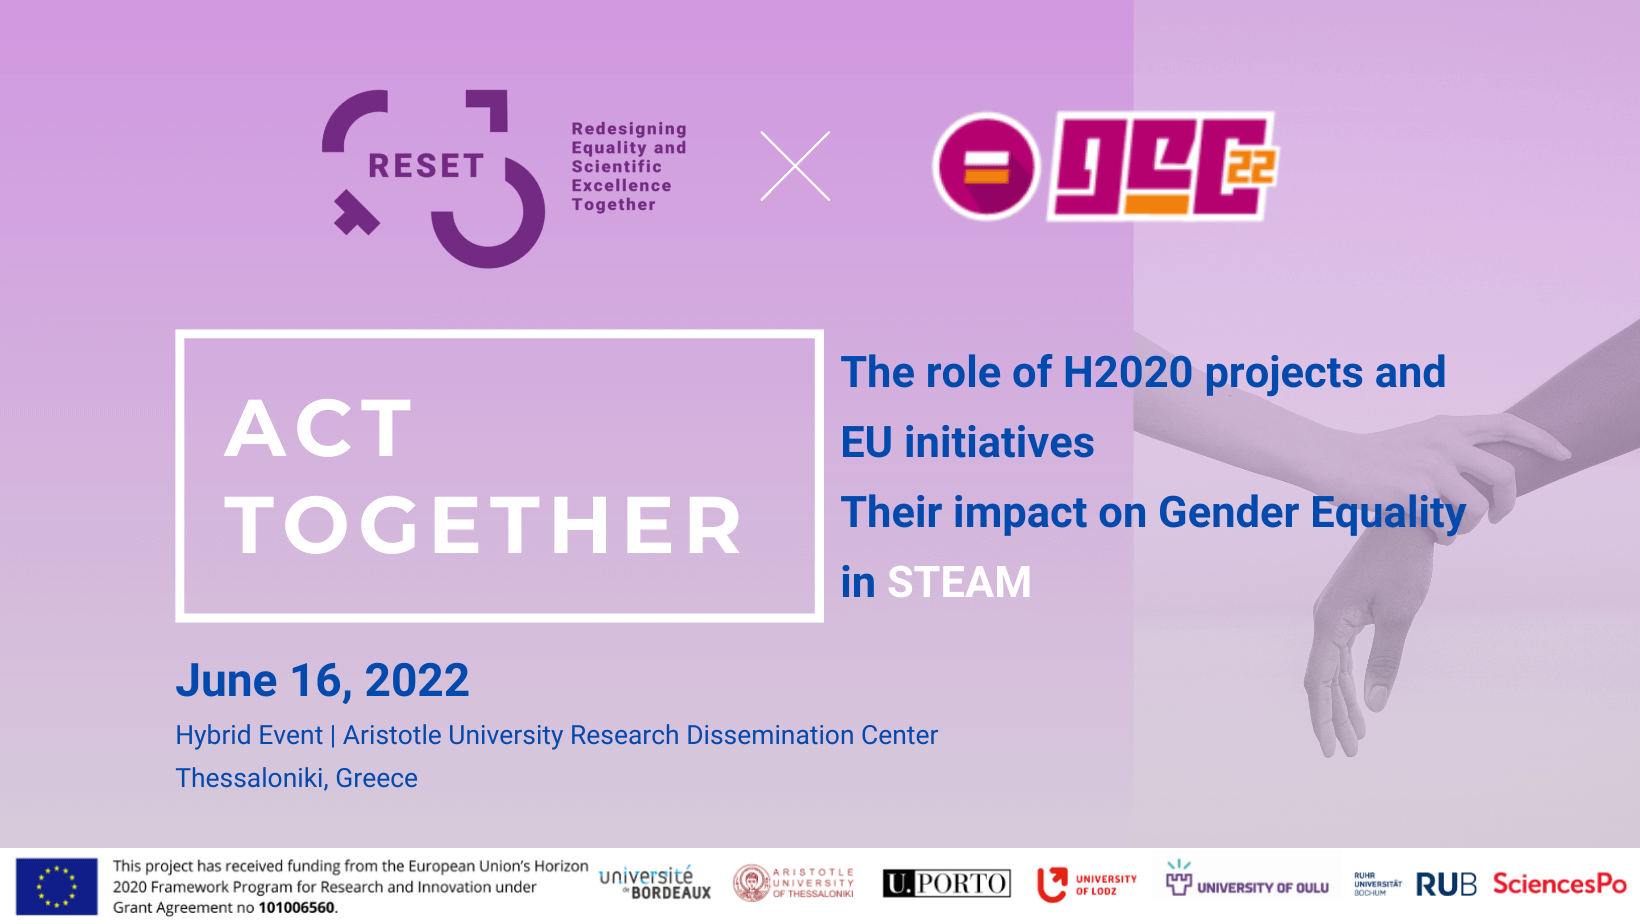 RESET
Redesigning
Equality and
Scientific
Excellence
Together
gec
22
ACT
TOGETHER
The role of H2020 projects and
EU initiatives
Their impact on Gender Equality
in STEAM
June 16, 2022
Hybrid Event | Aristotle University Research Dissemination Center
Thessaloniki, Greece
This project has received funding from the European Union's Horizon
2020 Framework Program for Research and Innovation under
Grant Agreement no 101006560.
université
de BORDEAUX
ARISTOTLE
UNIVERSITY
OF THESSALONIKI
U.PORTO
UNIVERSITY
OF LODZ
UNIVERSITY OF OULU
RUHR
UNIVERSITÄT
BOCHUM
RUB
SciencesPo